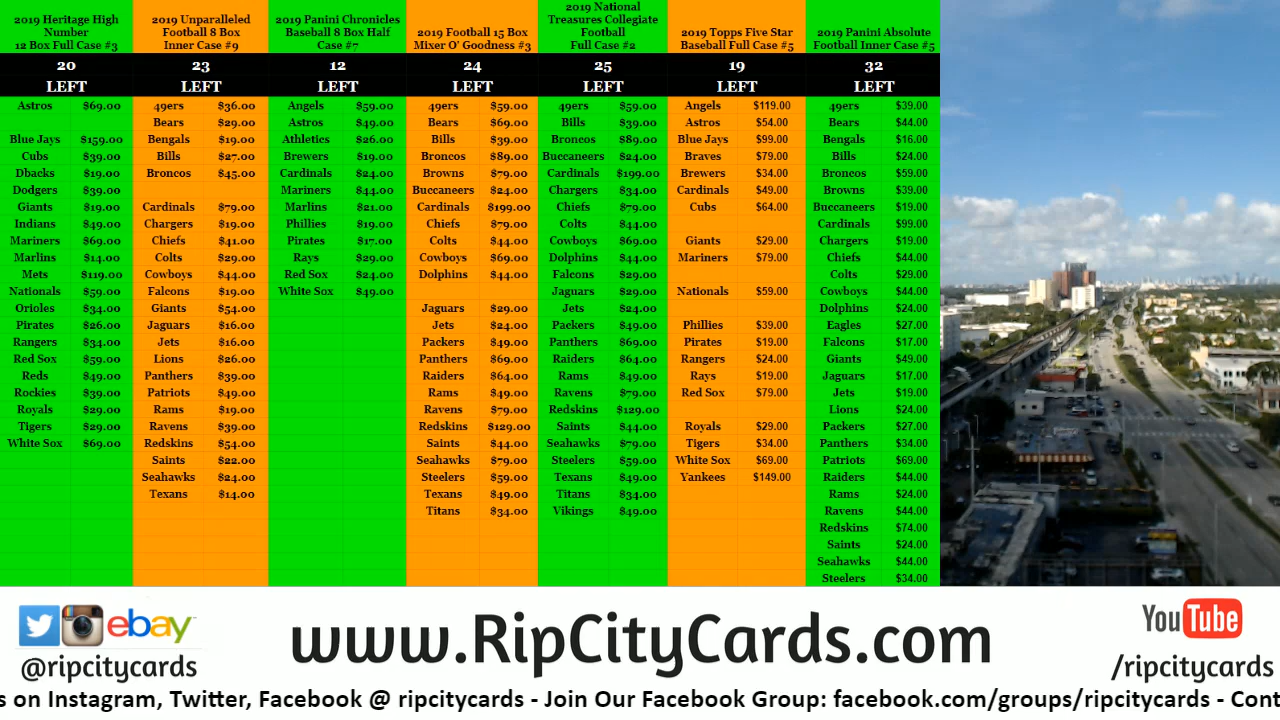 2019 Heritage High
Number
12 Box Full Case #3
20
LEFT
Astros $69.00
Blue Jays $159.00
Cubs $39.00
Dbacks $19.00
Dodgers $39.00
Giants $19.00
Indians $49.00
Mariners $69.00
Marlins $14.00
Mets $119.00
Nationals $59.00
Orioles $34.00
Pirates $26.00
Rangers $34.00
Red Sox $59.00
Reds $49.00
Rockies $39.00
Royals $29.00
Tigers $29.00
White Sox $69.00
2019 Unparalleled
Football 8 Box
Inner Case #9
23
LEFT
49ers $36.00
Bears $29.00
Bengals $19.00
Bills $27.00
Broncos $45.00
Cardinals $79.00
Chargers $19.00
Chiefs $41.00
Colts $29.00
Cowboys $44.00
Falcons $19.00
Giants $54.00
Jaguars $16.00
Jets $16.00
Lions $26.00
Panthers $39.00
Patriots $49.00
Rams $19.00
Ravens $39.00
Redskins $54.00
Saints $22.00
Seahawks $24.00
Texans $14.00
2019 Panini Chronicles
Baseball 8 Box Half
Case #7
12
LEFT
Angels $59.00
Astros $49.00
Athletics $26.00
Brewers $19.00
Cardinals $24.00
Mariners $44.00
Marlins $21.00
Phillies $19.00
Pirates $17.00
Rays $29.00
Red Sox $24.00
White Sox $49.00
2019 Football 15 Box
Mixer O' Goodness #3
24
LEFT
49ers $59.00
Bears $69.00
Bills $39.00
Broncos $89.00
Browns $79.00
Buccaneers $24.00
Cardinals $199.00
Chiefs $79.00
Colts $44.00
Cowboys $69.00
Dolphins $44.00
Jaguars $29.00
Jets $24.00
Packers $49.00
Panthers $69.00
Raiders $64.00
Rams $49.00
Ravens $79.00
Redskins $129.00
Saints $44.00
Seahawks $79.00
Steelers $59.00
Texans $49.00
Titans $34.00
2019 National
Treasures Collegiate
Football
Full Case #2
25
LEFT
49ers $59.00
Bills $39.00
Broncos $89.00
Buccaneers $24.00
Cardinals $199.00
Chargers $34.00
Chiefs $79.00
Colts $44.00
Cowboys $69.00
Dolphins $44.00
Falcons $29.00
Jaguars $29.00
Jets $24.00
Packers $49.00
Panthers $69.00
Raiders $64.00
Rams $49.00
Ravens $79.00
Redskins $129.00
Saints $44.00
Seahawks $79.00
Steelers $59.00
Texans $49.00
Titans $34.00
Vikings $49.00
2019 Topps Five Star
Baseball Full Case #5
19
LEFT
Angels $119.00
Astros $54.00
Blue Jays $99.00
Braves $79.00
Brewers $34.00
Cardinals $49.00
Cubs $64.00
Giants $29.00
Mariners $79.00
Nationals $59.00
Phillies $39.00
Pirates $19.00
Rangers $24.00
Rays $19.00
Red Sox $79.00
Royals $29.00
Tigers $34.00
White Sox $69.00
Yankees $149.00
2019 Panini Absolute
Football Inner Case #5
32
LEFT
49ers $39.00
Bears $44.00
Bengals $16.00
Bills $24.00
Broncos $59.00
Browns $39.00
Buccaneers $19.00
Cardinals $99.00
Chargers $19.00
Chiefs $44.00
Colts $29.00
Cowboys $44.00
Dolphins $24.00
Eagles $27.00
Falcons $17.00
Giants $49.00
Jaguars $17.00
Jets $19.00
Lions $24.00
Packers $27.00
Panthers $34.00
Patriots $69.00
Raiders $44.00
Rams $24.00
Ravens $44.00
Redskins $74.00
Saints $24.00
Seahawks $44.00
Steelers $34.00
ebay
@ripcitycards
www.RipCityCards.com
YouTube
/ripcitycards
s on Instagram, Twitter, Facebook @ ripcitycards - Join Our Facebook Group: facebook.com/groups/ripcitycards - Cont